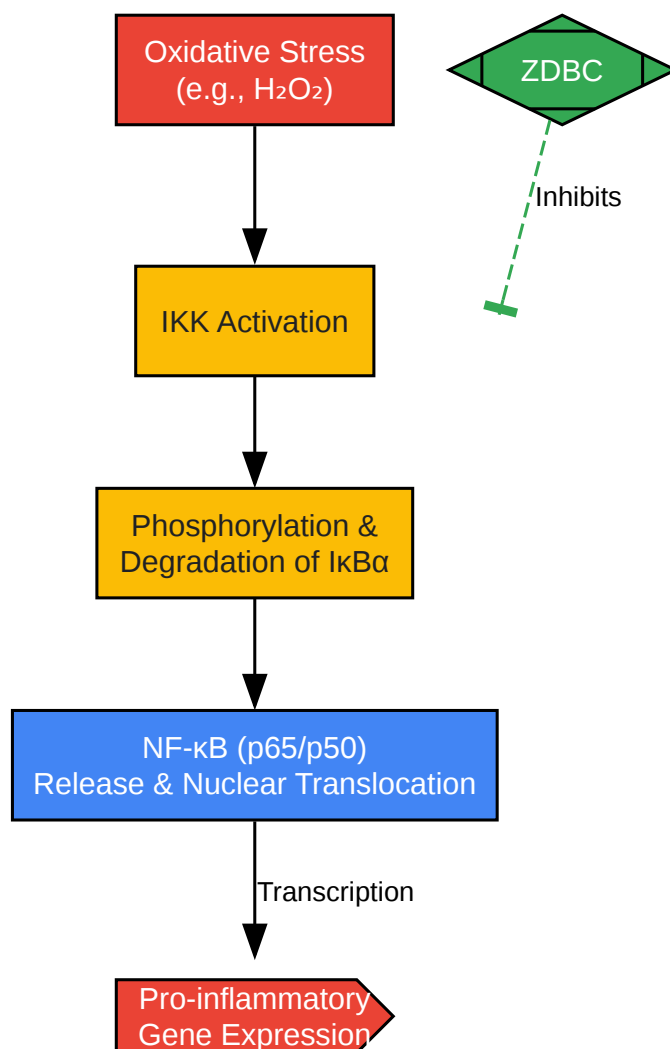 Oxidative Stress
(e.g., H₂O₂)
ZDBC
Inhibits
IKK Activation
Phosphorylation &
Degradation of IκBα
NF-κB (p65/p50)
Release & Nuclear Translocation
Transcription
Pro-inflammatory
Gene Expression